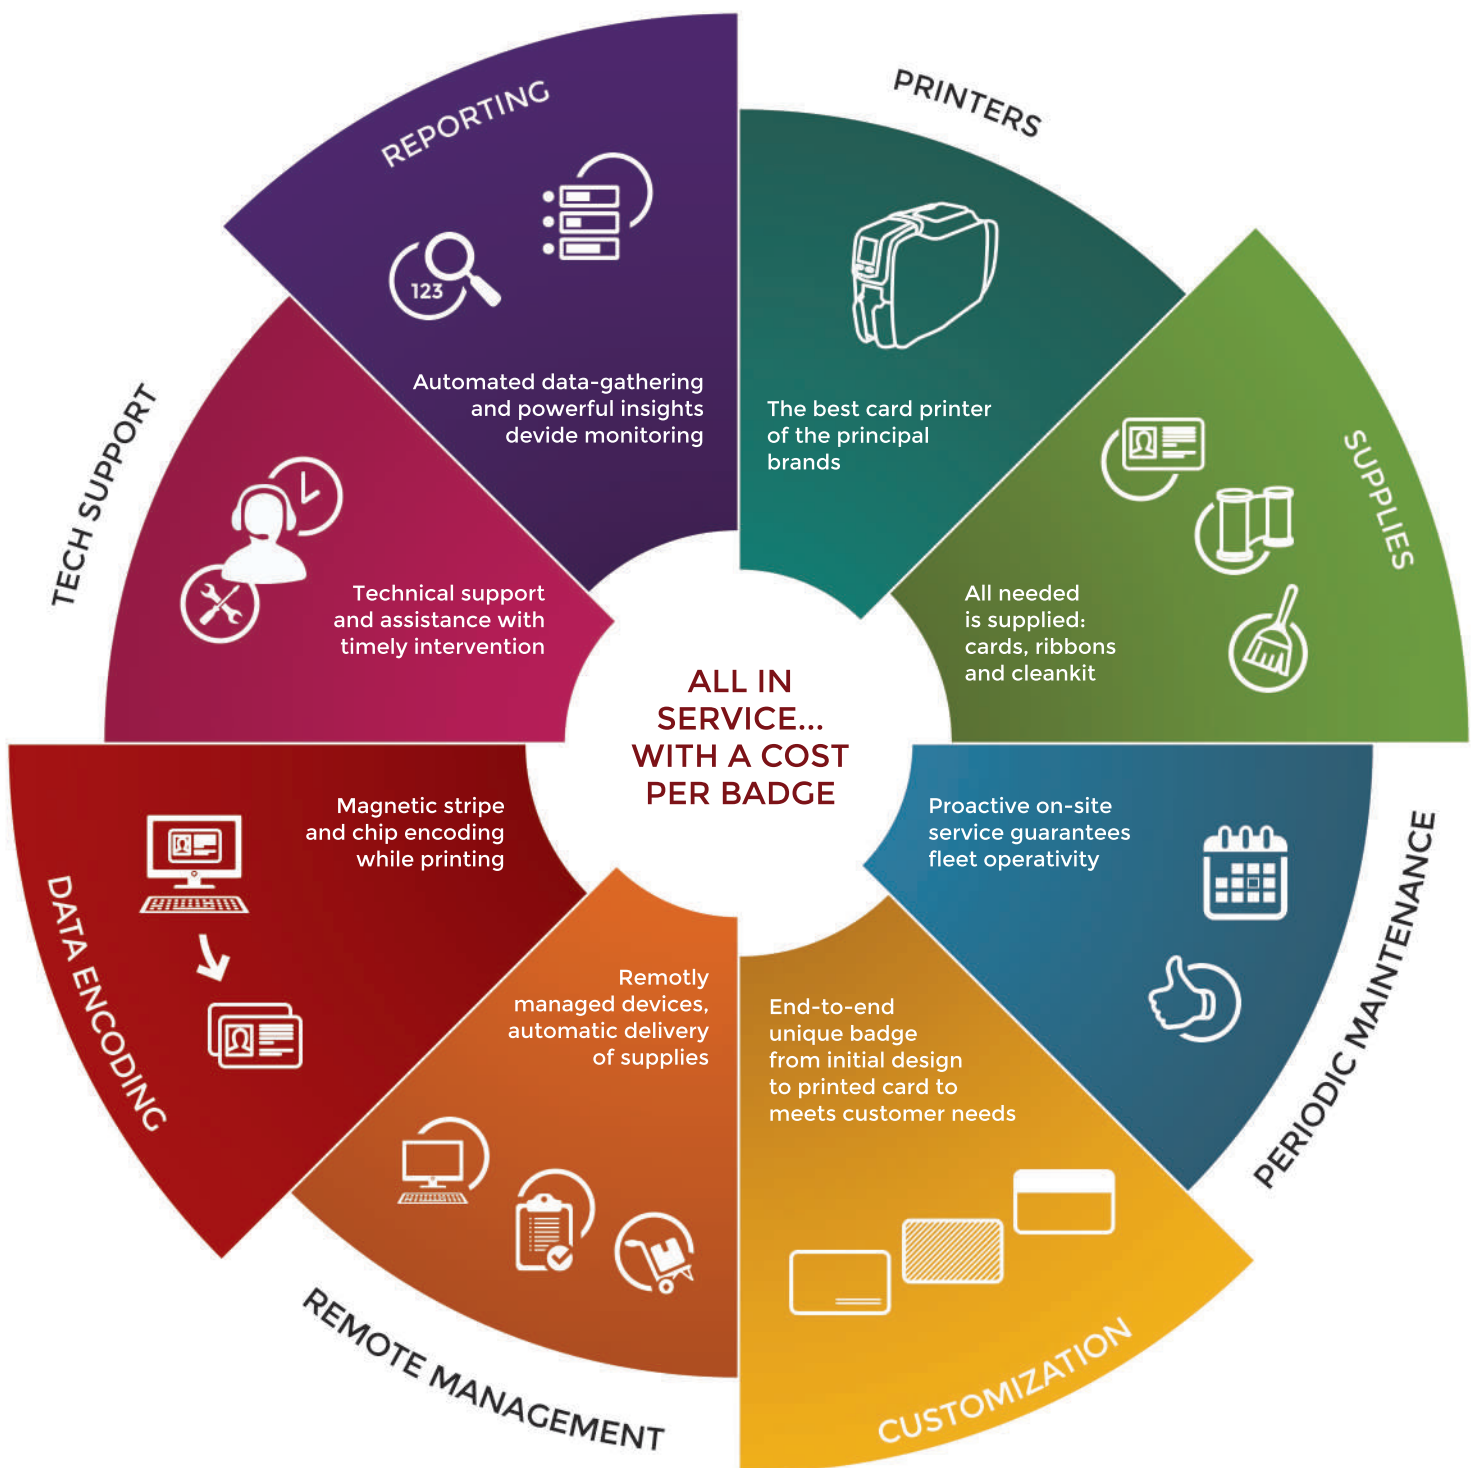 REPORTING
123
Automated data-gathering
and powerful insights
devide monitoring
PRINTERS
The best card printer
of the principal
brands
SUPPLIES
All needed
is supplied:
cards, ribbons
and cleankit
PERIODIC MAINTENANCE
Proactive on-site
service guarantees
fleet operativity
CUSTOMIZATION
End-to-end
unique badge
from initial design
to printed card to
meets customer needs
REMOTE MANAGEMENT
Remotly
managed devices,
automatic delivery
of supplies
DATA ENCODING
Magnetic stripe
and chip encoding
while printing
TECH SUPPORT
Technical support
and assistance with
timely intervention
ALL IN
SERVICE...
WITH A COST
PER BADGE